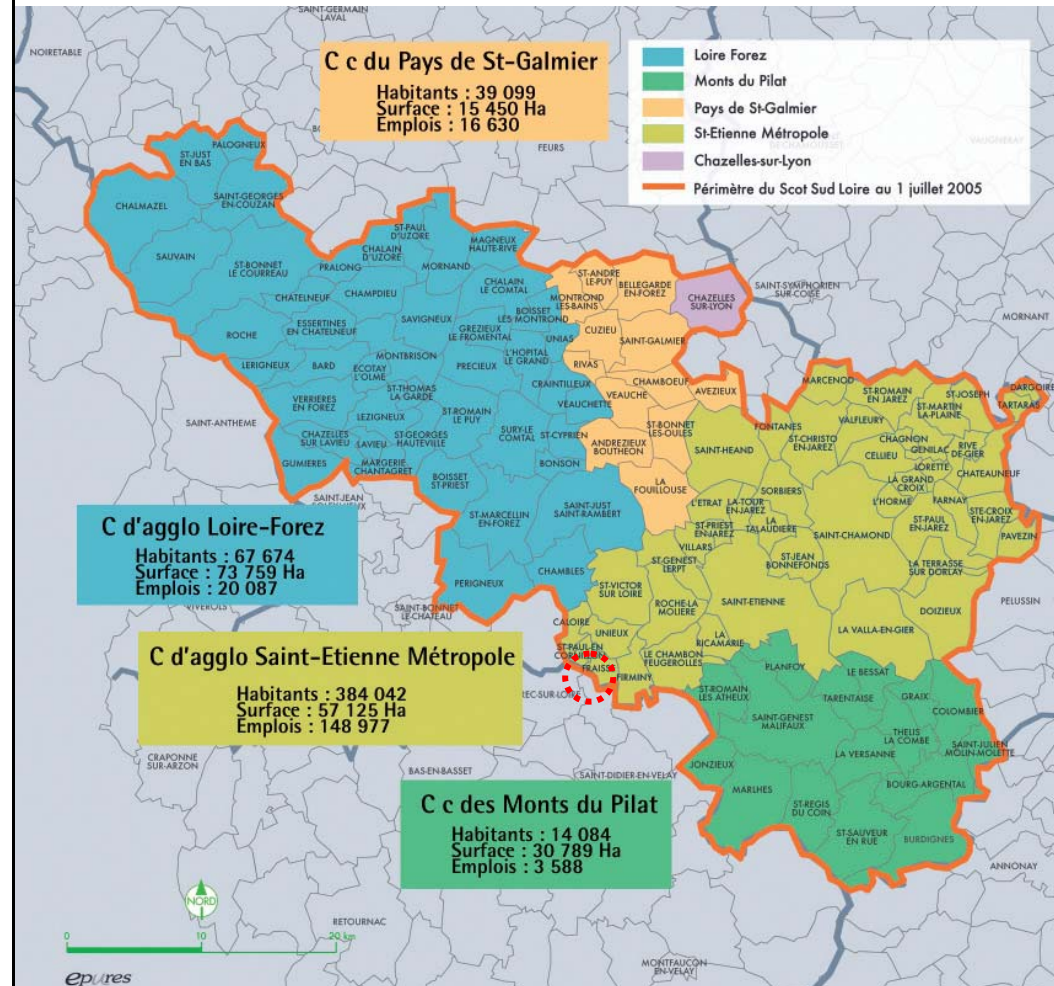 SAINT-GERMAIN
LAVAL
NOIRETABLE
C c du Pays de St-Galmier
Habitants : 39 099
Surface : 15 450 Ha
Emplois : 16 630
FEURS
Loire Forez
Monts du Pilat
Pays de St-Galmier
St-Etienne Métropole
Chazelles-sur-Lyon
Périmètre du Scot Sud Loire au 1 juillet 2005
VAUGNERAY
PALOGNEUX
ST-JUST
EN BAS
CHALMAZEL
SAINT-GEORGES
EN-COUZAN
SAUVAIN
ST-BONNET
LE COURREAU
ST-PAUL
D'UZORE
CHALAIN
D'UZORE
PRALONG
MAGNEUX
HAUTE-RIVE
MORNAND
CHALAIN
LE COMTAL
CHATELNEUF
CHAMPDIEU
ROCHE
ESSERTINES
EN CHATELNEUF
SAVIGNEUX
BOISSET
LÈS-MONTROND
GREZIEUX
LE FROMENTAL
UNIAS
LERIGNEUX
BARD
ECOTAY
L'OLME
MONTBRISON
PRECIEUX
L'HOPITAL
LE GRAND
CRAINTILLEUX
VEAUCHETTE
VERRIERES
EN FOREZ
ST-THOMAS
LA GARDE
LEZIGNEUX
ST-ROMAIN
LE PUY
SURY-LE
COMTAL
ST-CYPRIEN
SAINT-ANTHEME
CHAZELLES
SUR LAVIEU
LAVIEU
ST-GEORGES
HAUTEVILLE
GUMIERES
MARGERIE
CHANTAGRET
BOISSET
ST-PRIEST
BONSON
SAINT-JEAN
ST-MARCELLIN
EN-FOREZ
SAINT-JUST
SAINT-RAMBERT
PERIGNEUX
CHAMBLES
ST-ANDRE
LE-PUY
BELLEGARDE
EN-FOREZ
MONTROND
LES-BAINS
CHAZELLES
SUR-LYON
SAINT-SYMPHORIEN
SUR-COISE
MORNANT
CUZIEU
SAINT-GALMIER
RIVAS
CHAMBOEUF
AVEZIEUX
VEAUCHE
ST-BONNET
LES-OULES
ANDREZIEUX
BOUTHEON
LA
FOUILLOUSE
MARCENOD
ST-ROMAIN
EN JAREZ
ST-JOSEPH
DARGOIRE
TARTARAS
ST-MARTIN
LA-PLAINE
FONTANES
VALFLEURY
ST-CHRISTO
EN-JAREZ
CHAGNON
GENILAC
RIVE
DE-GIER
CELLIEU
LORETTE
CHATEAUNEUF
SAINT-HEAND
LA GRAND
CROIX
SORBIERS
L'HORME
FARNAY
STE-CROIX
EN-JAREZ
L'ETRAT
LA-TOUR
EN-JAREZ
ST-PRIEST
EN-JAREZ
LA
TALAUDIERE
SAINT-CHAMOND
ST-PAUL
EN-JAREZ
PAVEZIN
VILLARS
ST-GENEST
LERPT
ST-JEAN
BONNEFONDS
LA TERRASSE
SUR DORLAY
ST-VICTOR
SUR LOIRE
ROCHE-LA
MOLIERE
SAINT-ETIENNE
DOIZIEUX
PELUSSIN
LA VALLA-EN-GIER
CALOIRE
UNIEUX
LA
RICAMARIE
LE CHAMBON
FEUGEROLLES
ST-PAUL-EN
FIRMINY
C d'agglo Loire-Forez
Habitants : 67 674
Surface : 73 759 Ha
Emplois : 20 087
VIVEROLS
SAINT-BONNET
LE-CHATEAU
C d'agglo Saint-Etienne Métropole
Habitants : 384 042
Surface : 57 125 Ha
Emplois : 148 977
PLANFOY
LE BESSAT
ST-ROMAIN
LES ATHEUX
TARENTAISE
GRAIX
COLOMBIER
SAINT-GENEST
MALIFAUX
THELIS
LA COMBE
LA VERSANNE
SAINT-JULIEN
MOLIN-MOLETTE
JONZIEUX
MARLHES
BOURG-ARGENTAL
ST-REGIS
DU COIN
ST-SAUVEUR
EN RUE
BURDIGNES
ANNONAY
CRAPONNE
SUR-ARZON
BAS-EN-BASSET
SAINT-DIDIER-EN-VELAY
C c des Monts du Pilat
Habitants : 14 084
Surface : 30 789 Ha
Emplois : 3 588
NORD
RETOURNAC
0 10 20 km
MONTFAUCON
EN-VELAY
epures